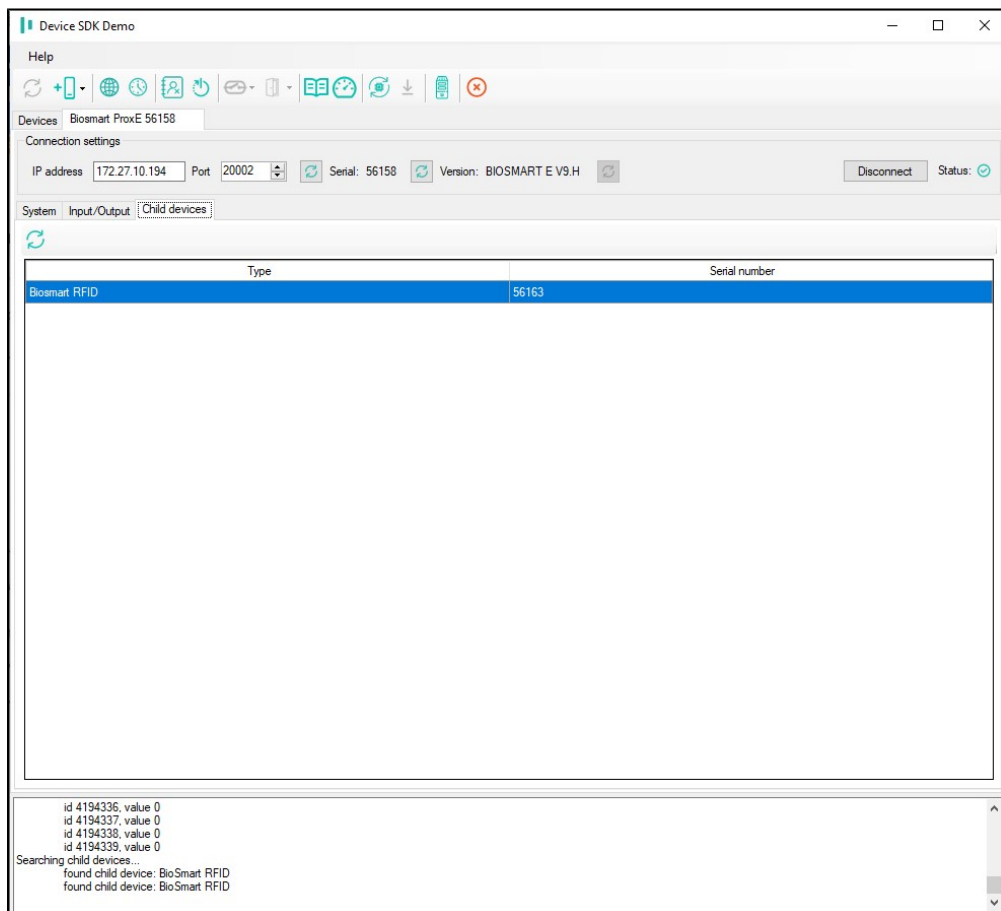 Device SDK Demo
Help
Devices Biosmart ProxE 56158
Connection settings
IP address 172.27.10.194 Port 20002 Serial: 56158 Version: BIOSMART E V9.H Disconnect Status:
System Input/Output Child devices
Type Serial number
Biosmart RFID 56163
id 4194336, value 0
id 4194337, value 0
id 4194338, value 0
id 4194339, value 0
Searching child devices...
found child device: BioSmart RFID
found child device: BioSmart RFID